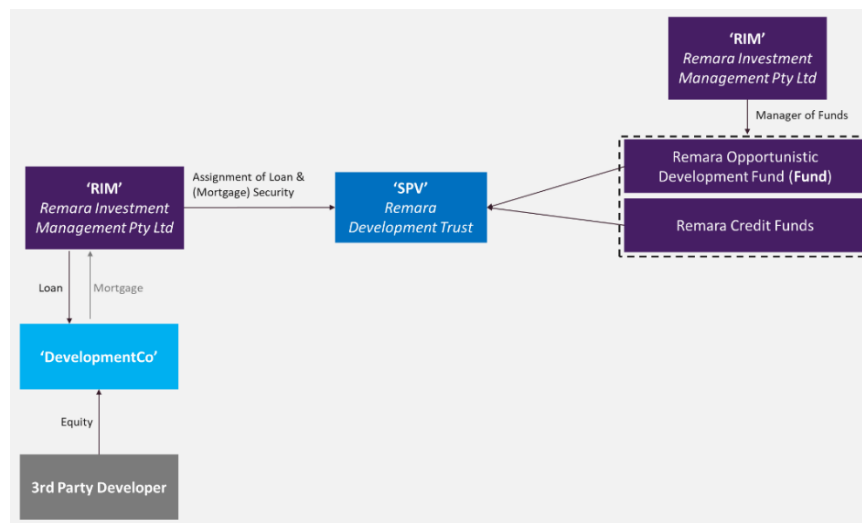 ‘RIM’
Remara Investment
Management Pty Ltd
Manager of Funds
Remara Opportunistic
Development Fund (Fund)
Remara Credit Funds
‘RIM’
Remara Investment
Management Pty Ltd
Assignment of Loan &
(Mortgage) Security
‘SPV’
Remara
Development Trust
Loan
Mortgage
‘DevelopmentCo’
Equity
3rd Party Developer